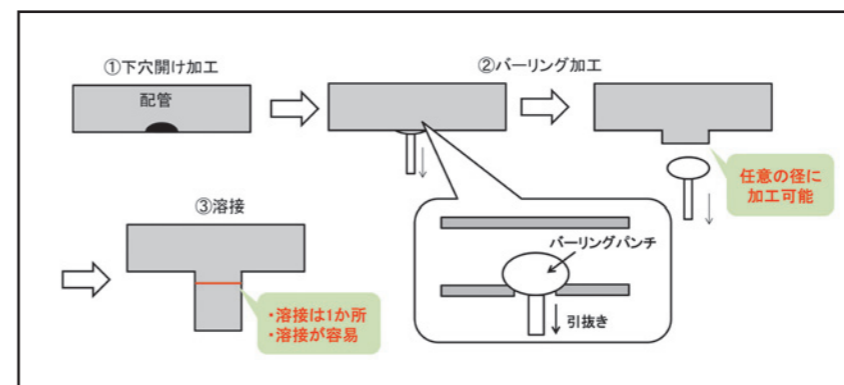 ①下穴開け加工
配管
②バーリング加工
任意の径に
加工可能
③溶接
・溶接は1か所
・溶接が容易
バーリングパンチ
引抜き